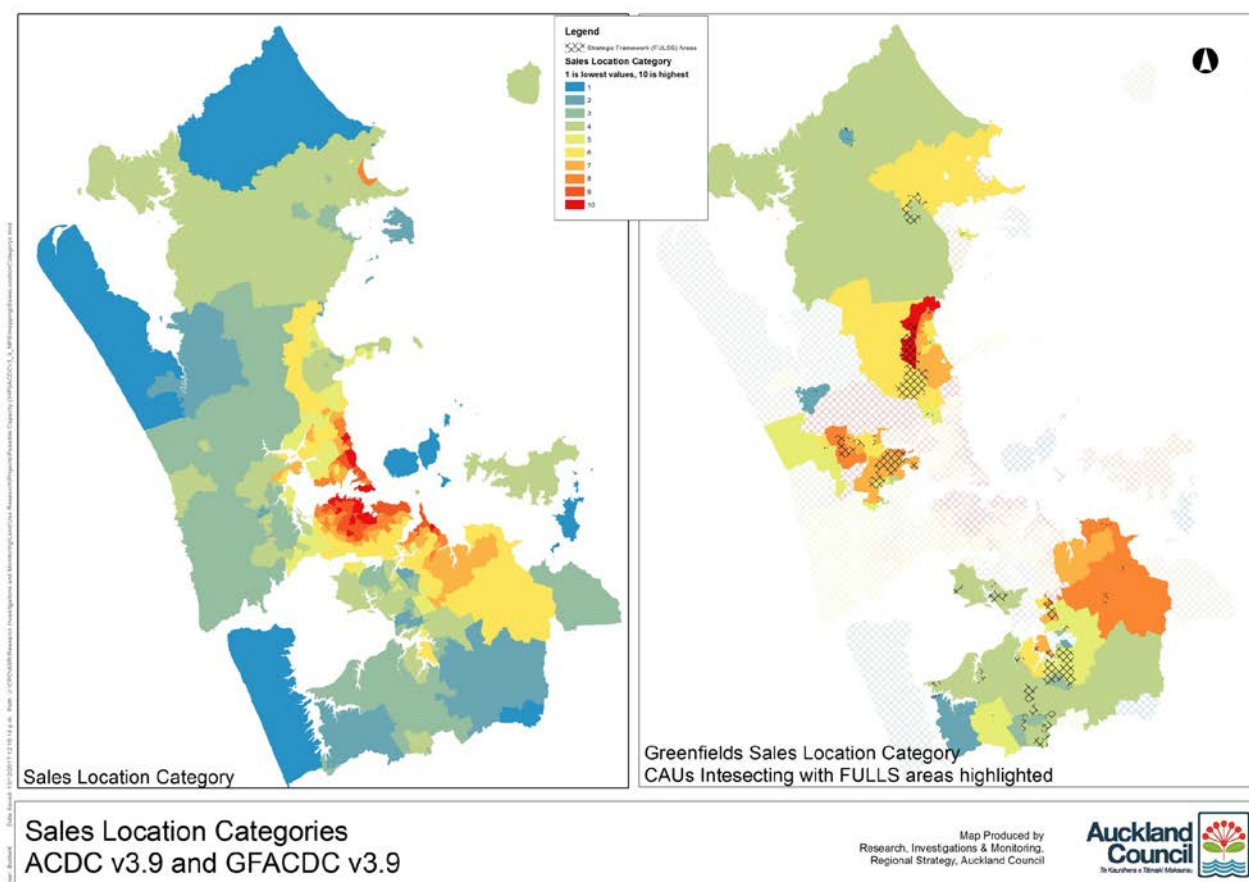 Legend
Strategic Framework (FULSS) Areas
Sales Location Category
1 is lowest values, 10 is highest
1
2
3
4
5
6
7
8
9
10
Sales Location Category
Greenfields Sales Location Category
CAUs Intesecting with FULLS areas highlighted
Sales Location Categories
ACDC v3.9 and GFACDC v3.9
Map Produced by
Research, Investigations & Monitoring,
Regional Strategy, Auckland Council
Auckland
Council
Te Kaunihera o Tāmaki Makaurau